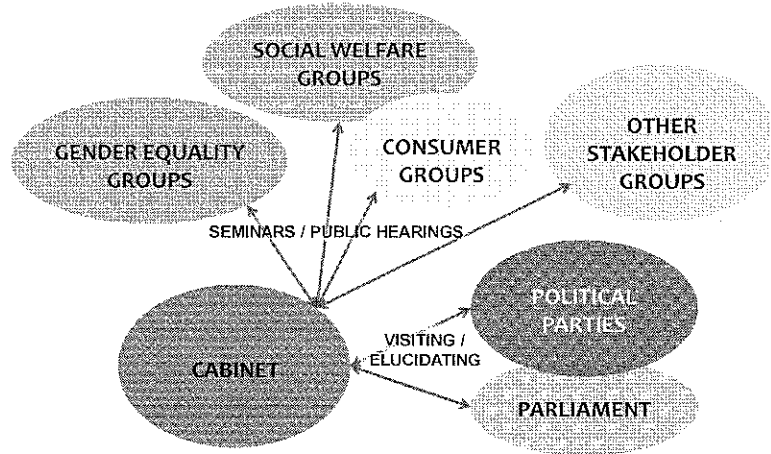 SOCIAL WELFARE
GROUPS
GENDER EQUALITY
GROUPS
CONSUMER
GROUPS
OTHER
STAKEHOLDER
GROUPS
SEMINARS / PUBLIC HEARINGS
POLITICAL
PARTIES
VISITING /
ELUCIDATING
CABINET
PARLIAMENT